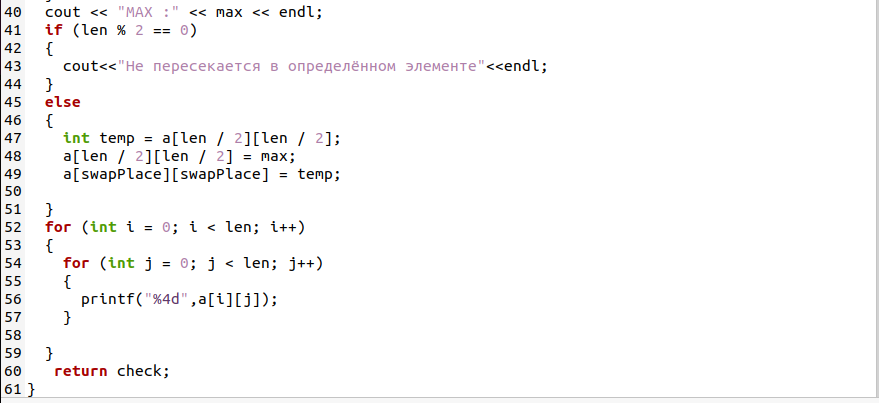 40 cout << "MAX :" << max << endl;
41 if (len % 2 == 0)
42 {
43 cout<<"Не пересекается в определённом элементе"<<endl;
44 }
45 else
46 {
47 int temp = a[len / 2][len / 2];
48 a[len / 2][len / 2] = max;
49 a[swapPlace][swapPlace] = temp;
50
51 }
52 for (int i = 0; i < len; i++)
53 {
54 for (int j = 0; j < len; j++)
55 {
56 printf("%4d",a[i][j]);
57 }
58
59 }
60 return check;
61 }